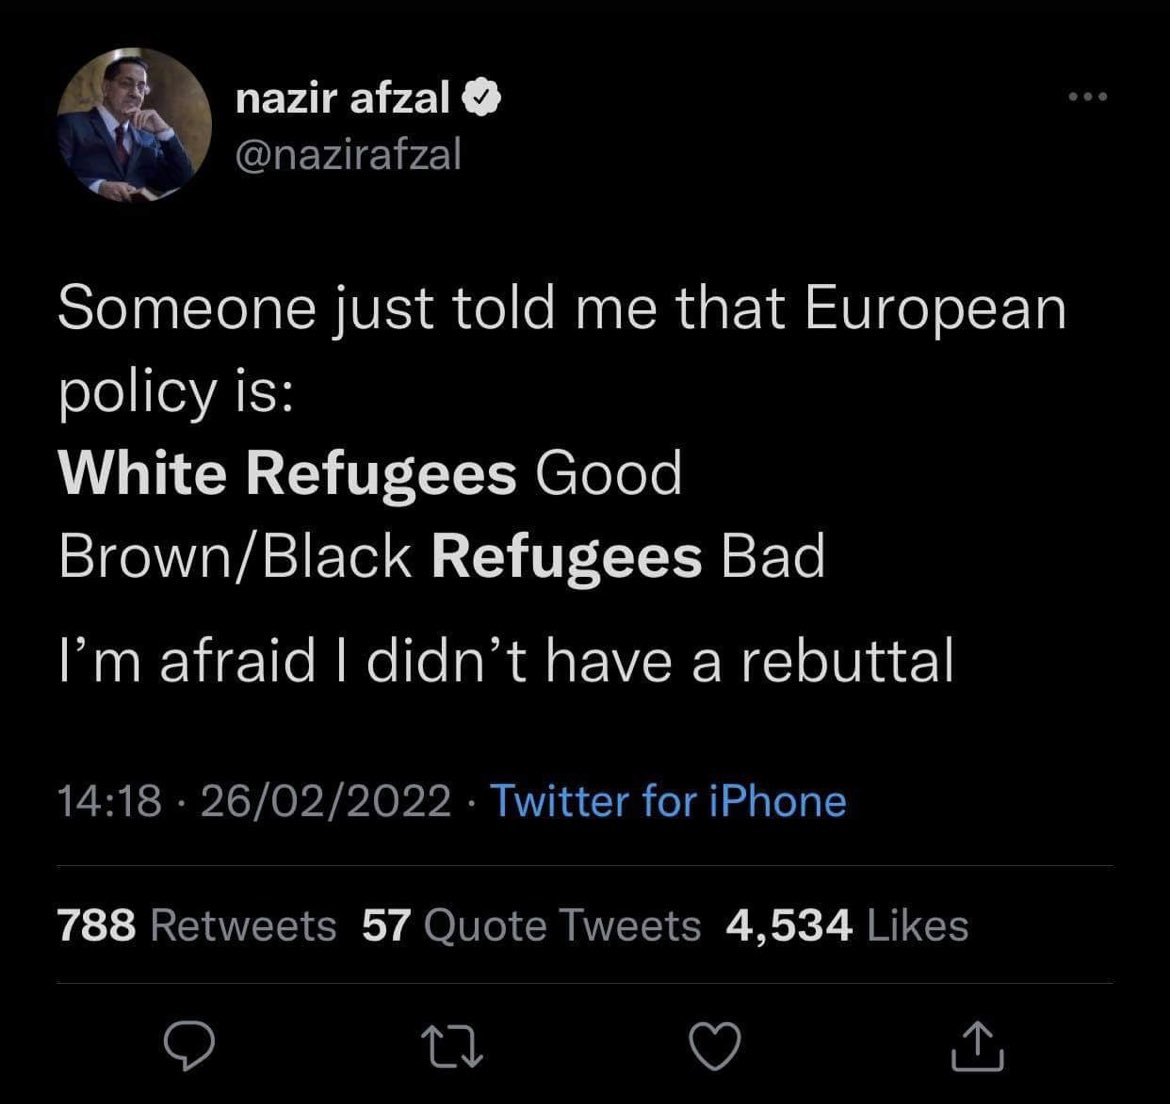 nazir afzal
@nazirafzal
Someone just told me that European
policy is:
White Refugees Good
Brown/Black Refugees Bad
I’m afraid I didn’t have a rebuttal
14:18 · 26/02/2022 · Twitter for iPhone
788 Retweets 57 Quote Tweets 4,534 Likes